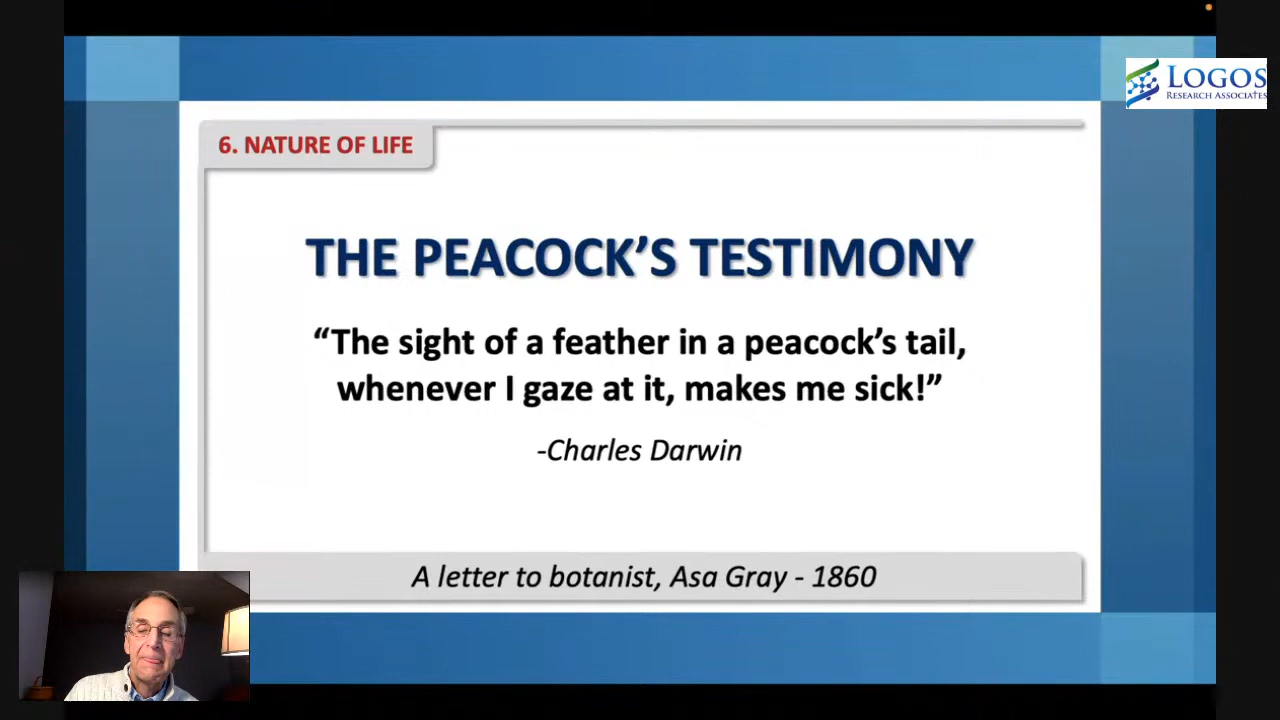 LOGOS
RESEARCH ASSOCIATES
6. NATURE OF LIFE
THE PEACOCK’S TESTIMONY
“The sight of a feather in a peacock’s tail,
whenever I gaze at it, makes me sick!”
-Charles Darwin
A letter to botanist, Asa Gray - 1860